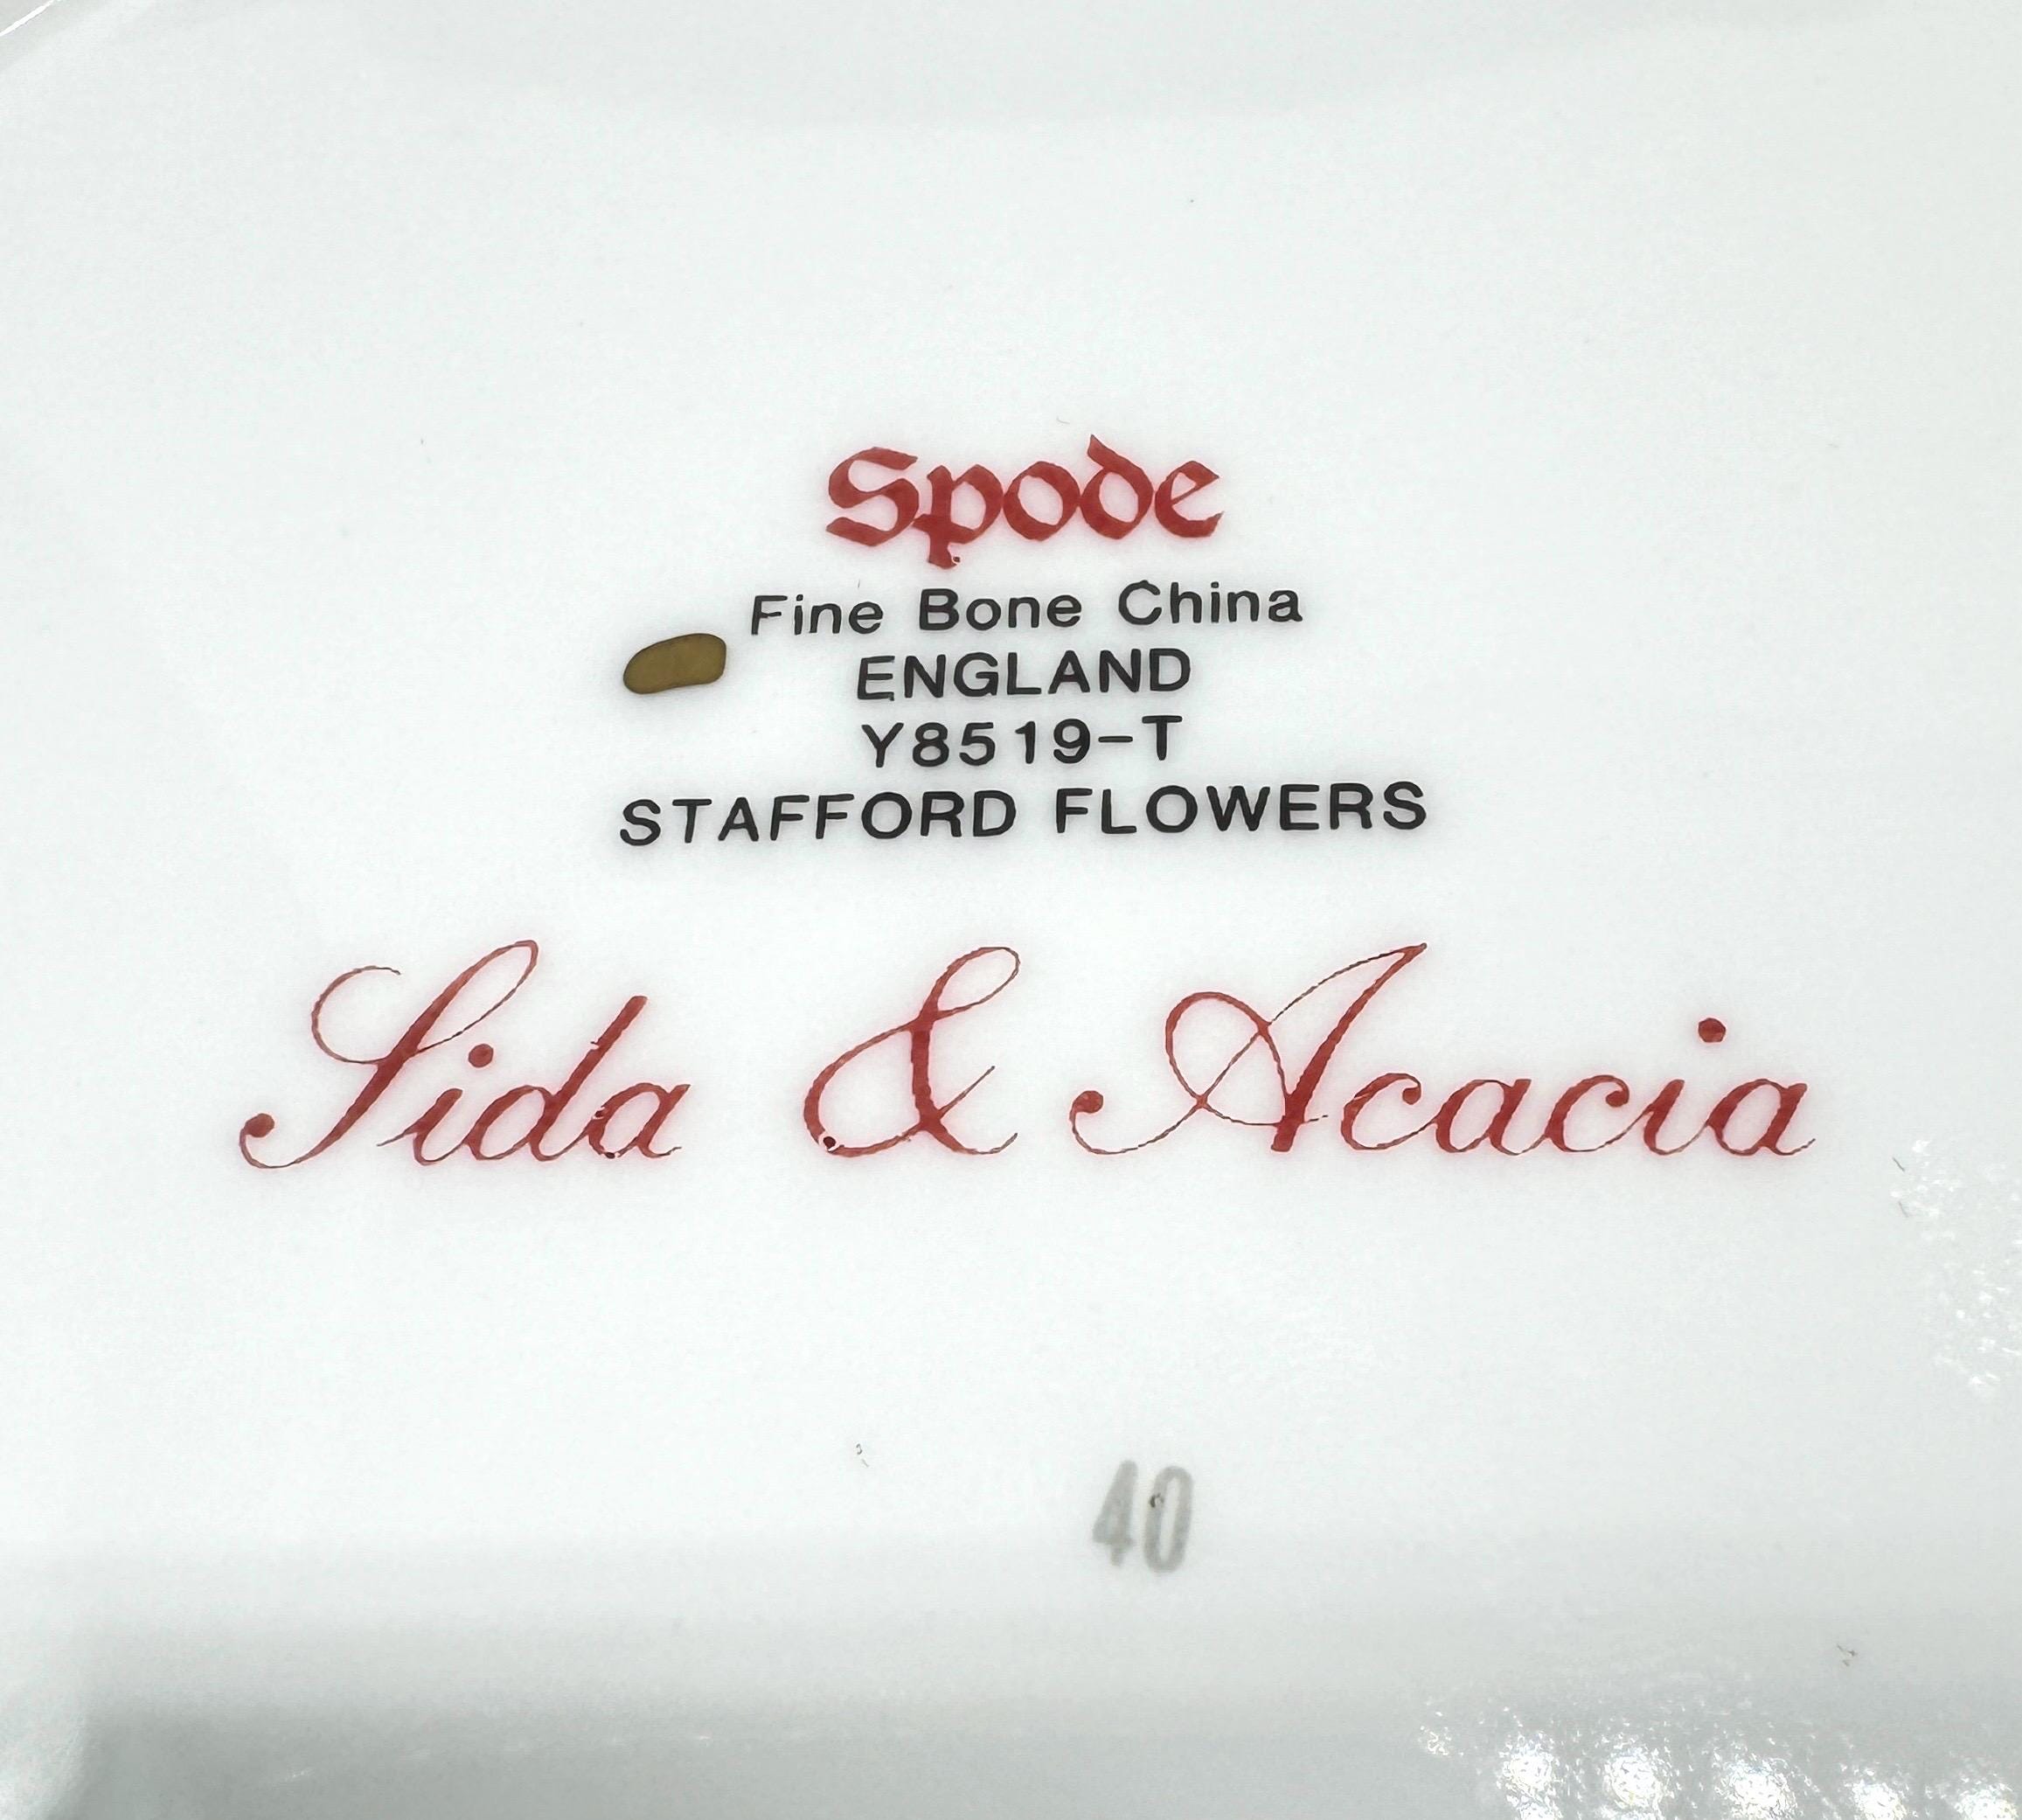 Spode
Fine Bone China
ENGLAND
Y8519-T
STAFFORD FLOWERS
Sida & Acacia
40